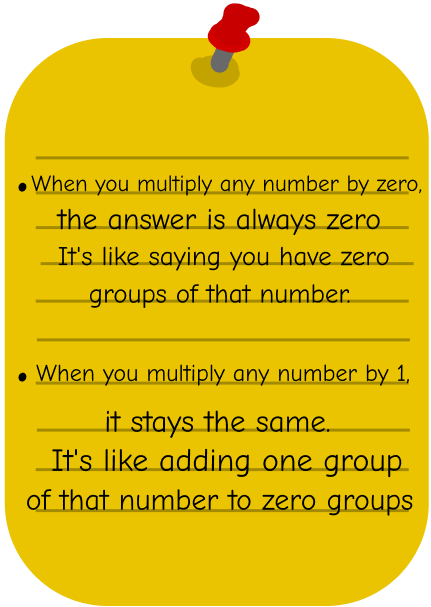 • When you multiply any number by zero,
the answer is always zero
It's like saying you have zero
groups of that number.
• When you multiply any number by 1,
it stays the same.
It's like adding one group
of that number to zero groups